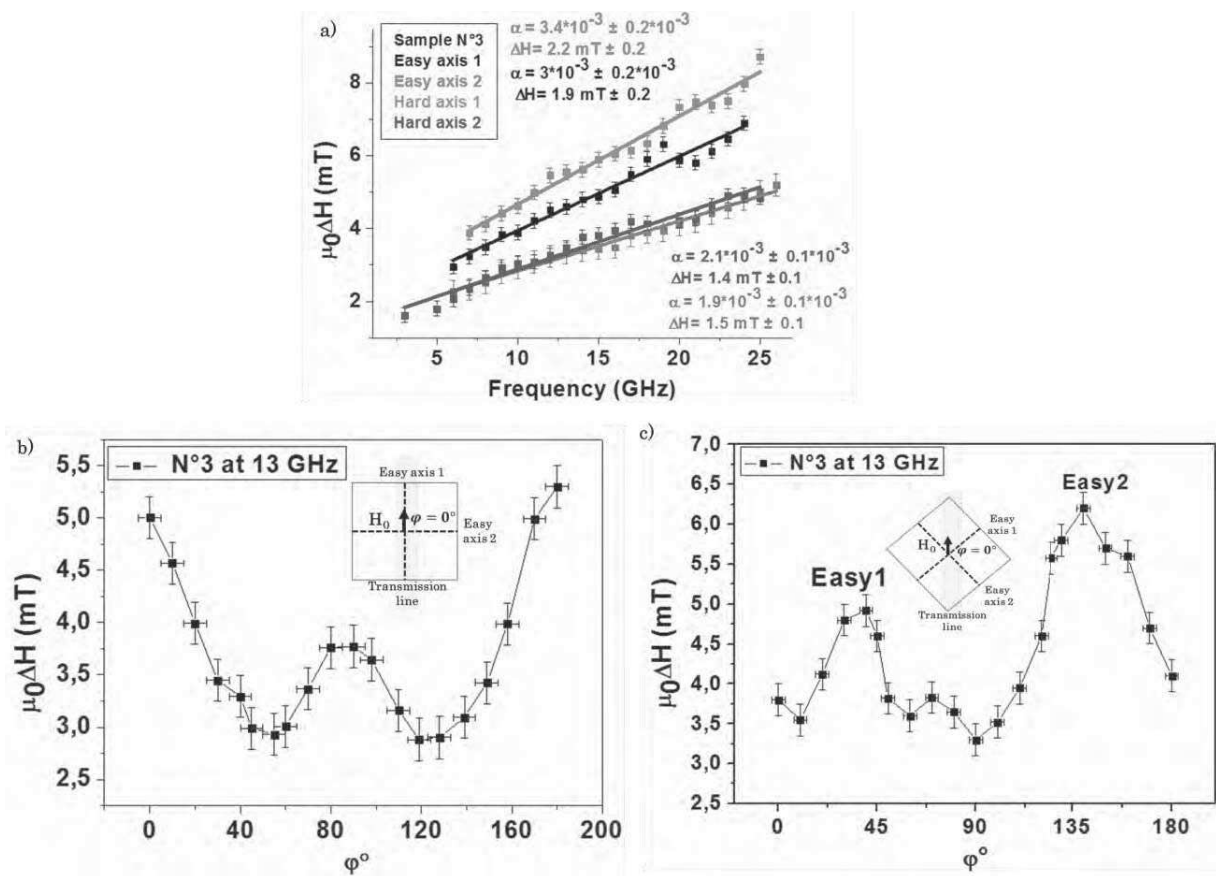 a)
Sample N°3
Easy axis 1
Easy axis 2
Hard axis 1
Hard axis 2
α = 3.4*10⁻³ ± 0.2*10⁻³
ΔH= 2.2 mT ± 0.2
α = 3*10⁻³ ± 0.2*10⁻³
ΔH= 1.9 mT ± 0.2
α = 2.1*10⁻³ ± 0.1*10⁻³
ΔH= 1.4 mT ± 0.1
α = 1.9*10⁻³ ± 0.1*10⁻³
ΔH= 1.5 mT ± 0.1
μ₀ΔH (mT)
8
6
4
2
5 10 15 20 25
Frequency (GHz)
b)
N°3 at 13 GHz
Easy axis 1
H₀ φ = 0°
Easy
axis 2
Transmission
line
μ₀ΔH (mT)
5,5
5,0
4,5
4,0
3,5
3,0
2,5
0 40 80 120 160 200
φ°
c)
N°3 at 13 GHz
Easy1
Easy2
Easy
axis 1
H₀
φ = 0°
Easy
axis 2
Transmission
line
μ₀ΔH (mT)
7,0
6,5
6,0
5,5
5,0
4,5
4,0
3,5
3,0
2,5
0 45 90 135 180
φ°